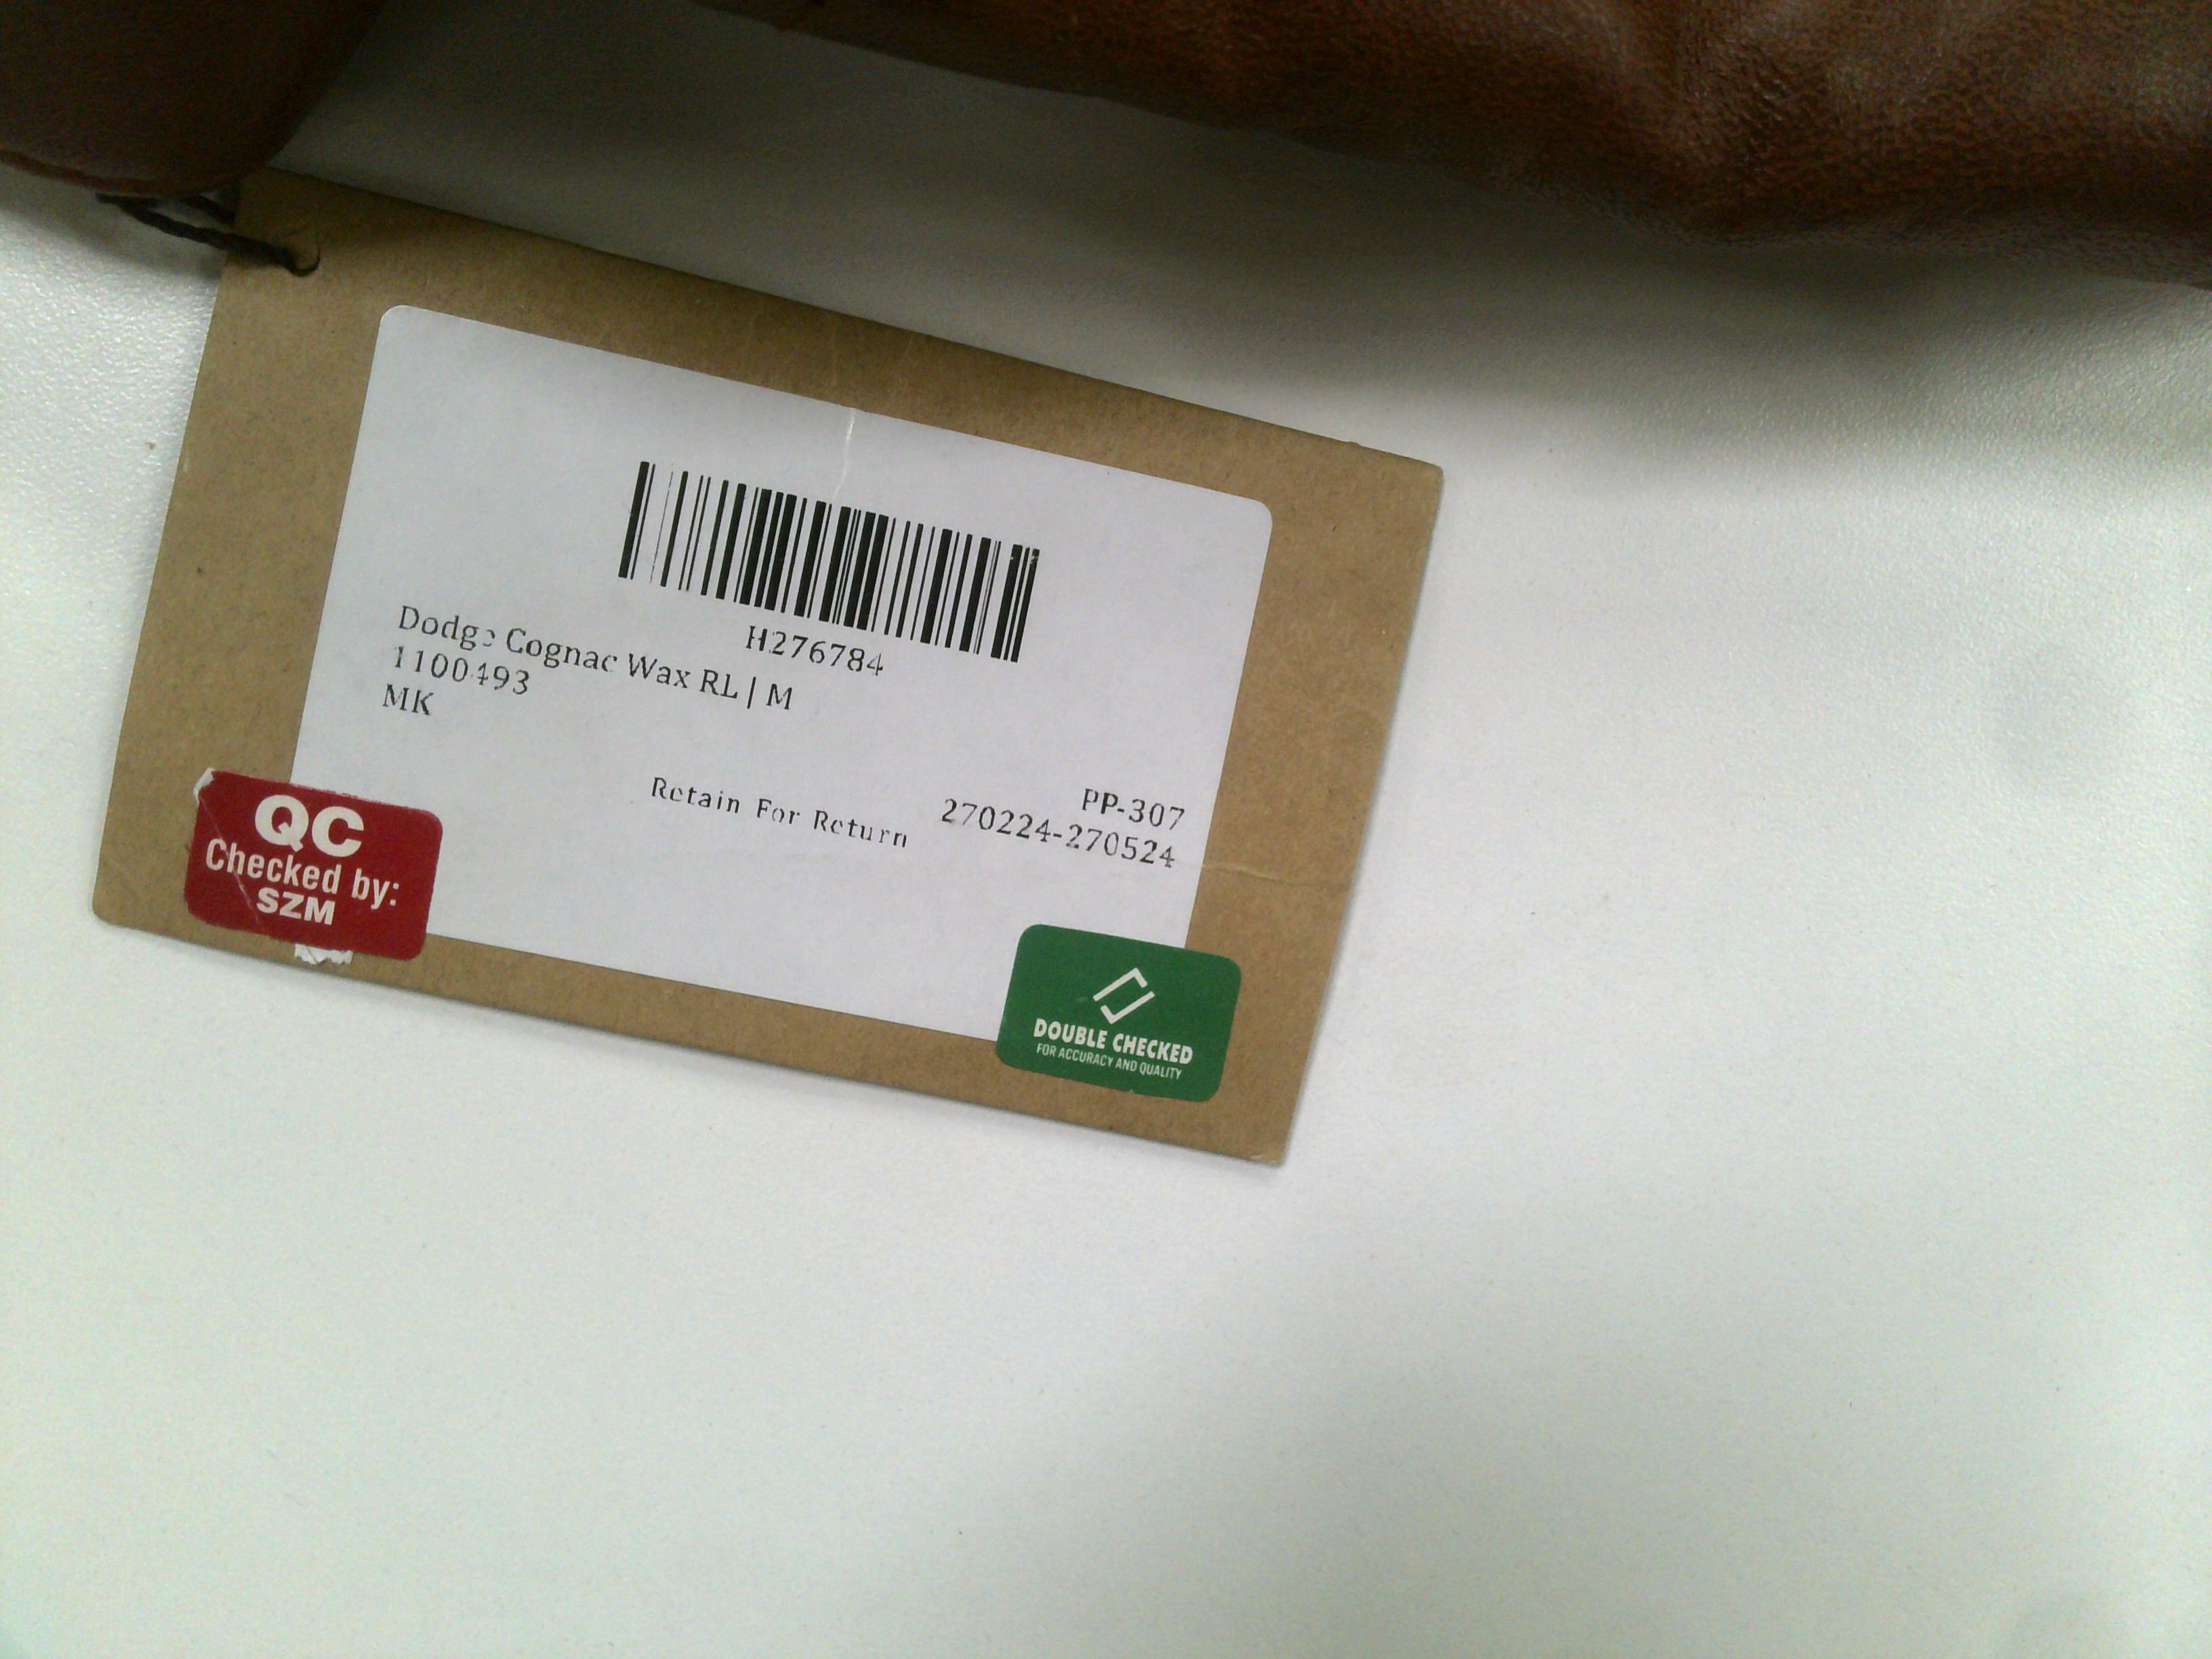 H276784
Dodge Cognac Wax RL | M
1100493
MK
PP-307
270224-270524
Retain For Return
QC
Checked by:
SZM
DOUBLE CHECKED
FOR ACCURACY AND QUALITY